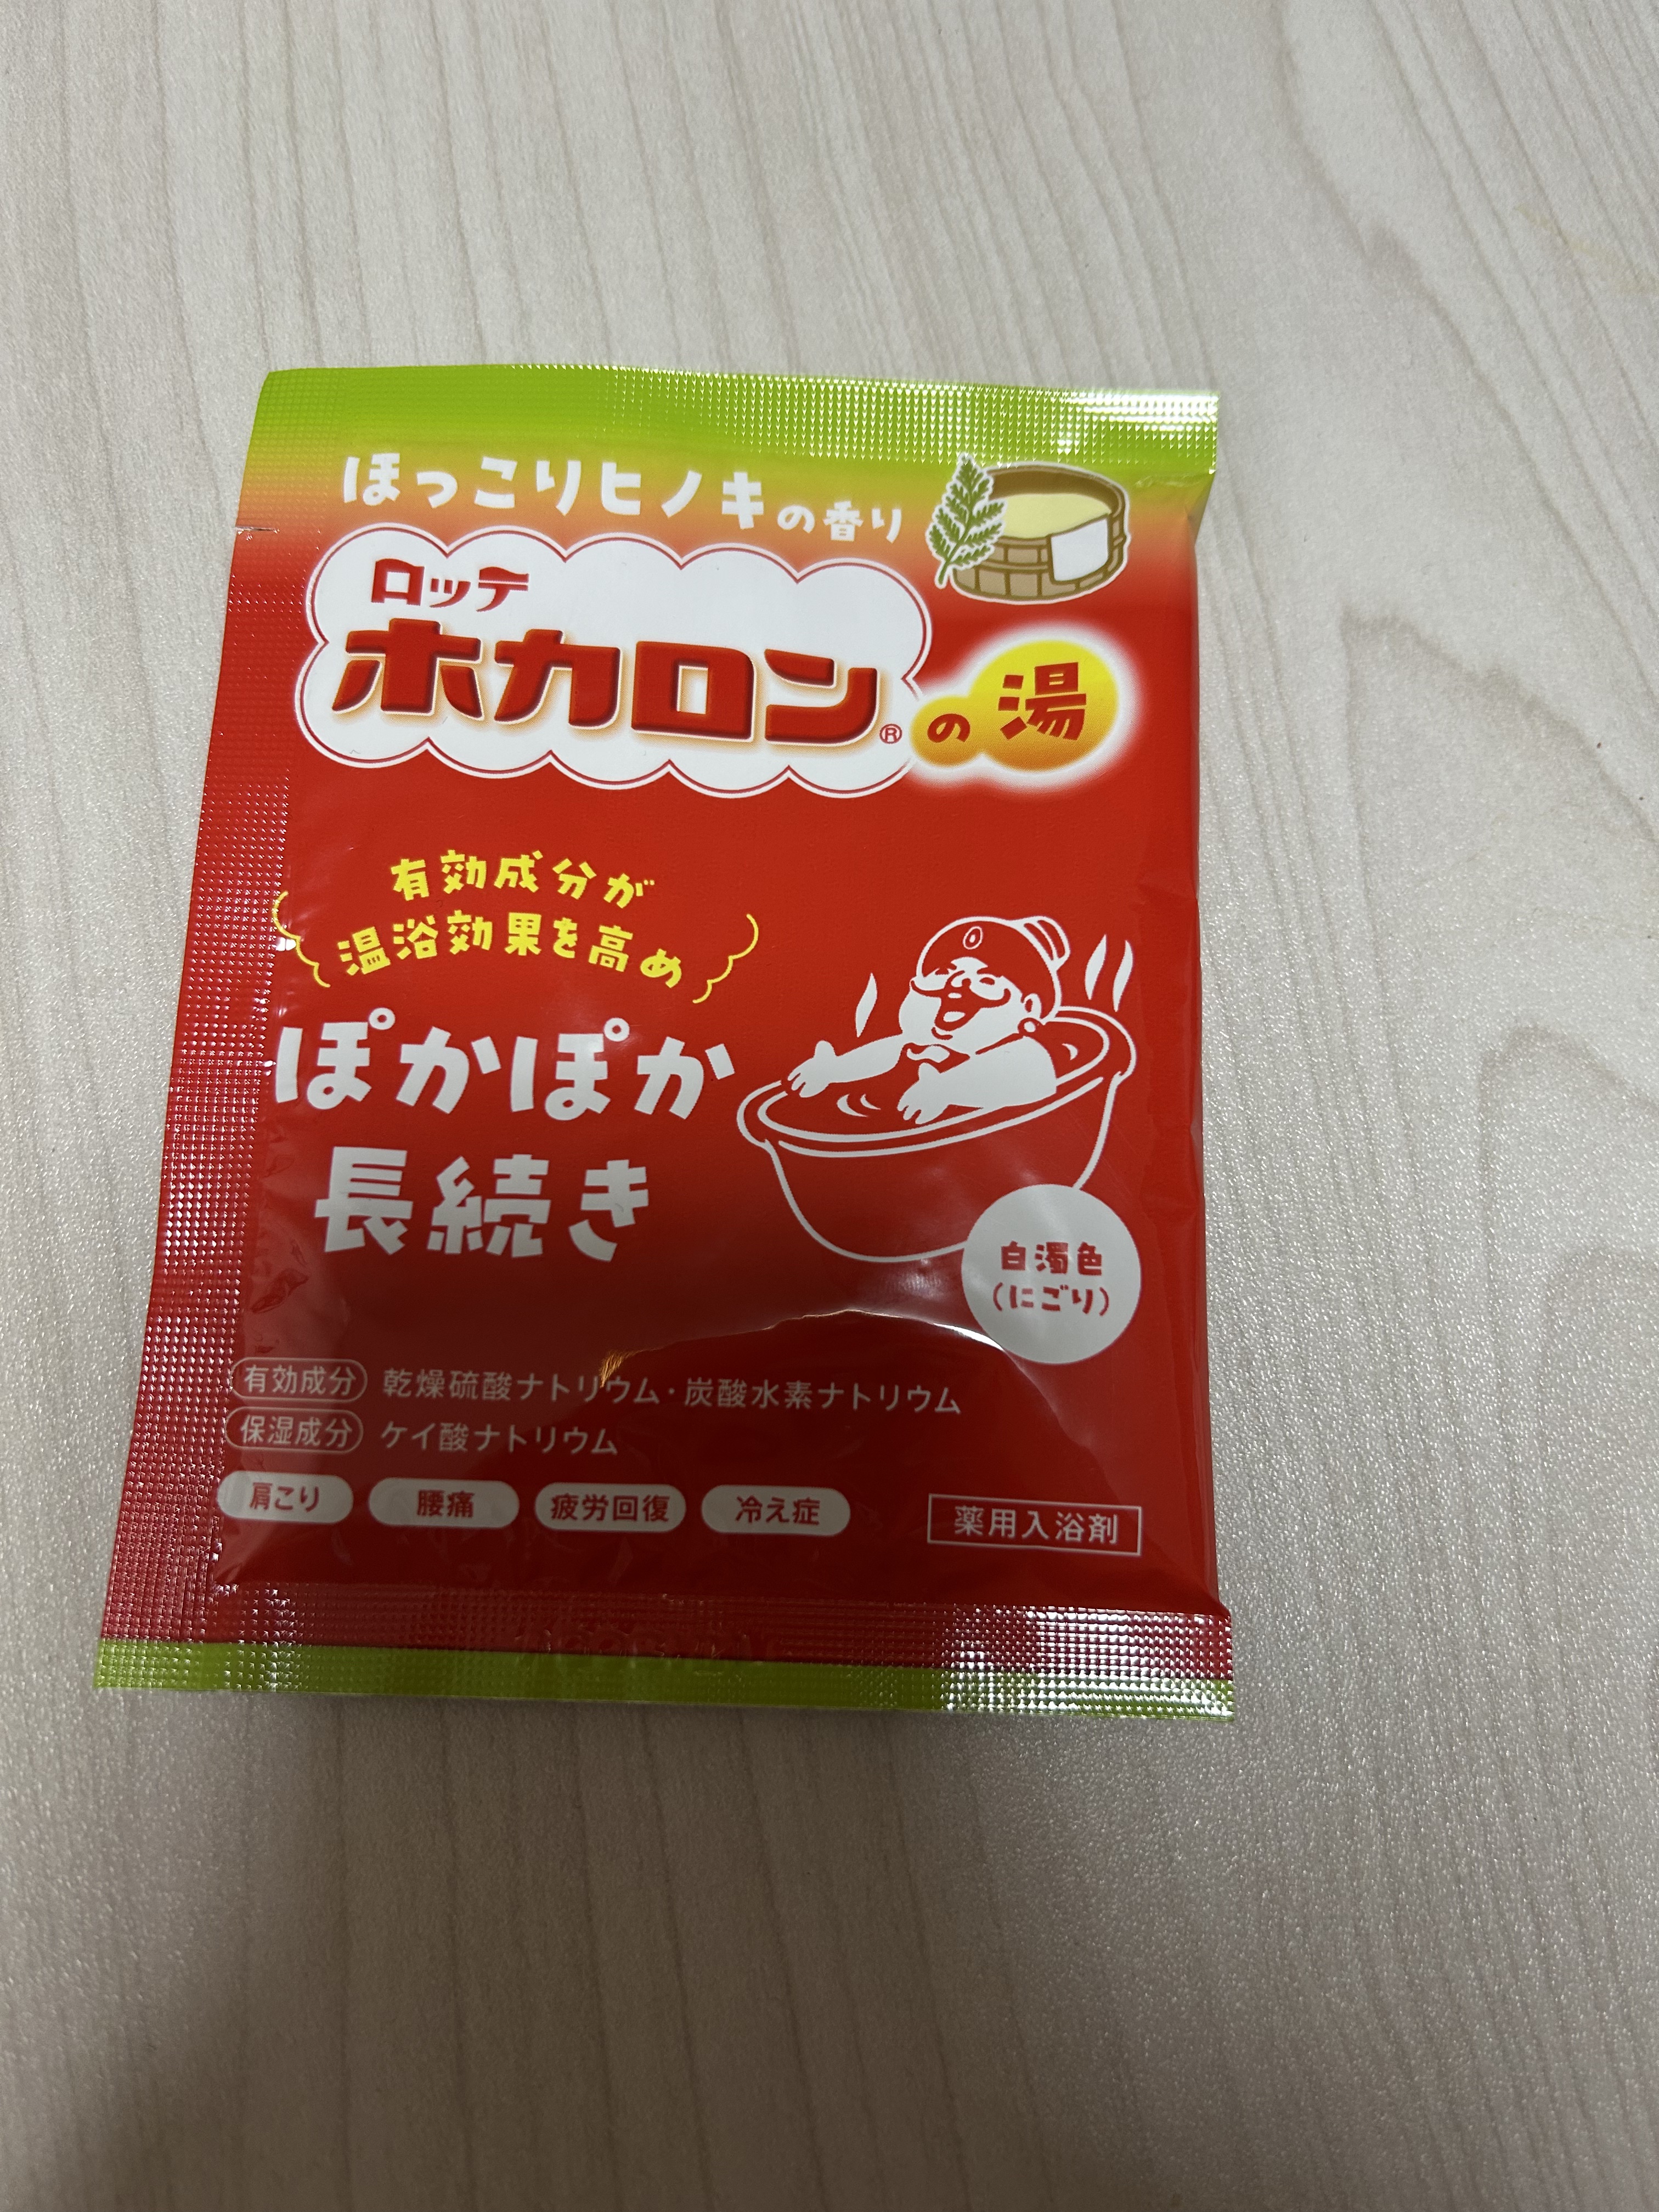 ほっこりヒノキの香り
ロッテ
ホカロン®の湯
有効成分が
温浴効果を高め
ぽかぽか
長続き
白濁色
(にごり)
有効成分 乾燥硫酸ナトリウム・炭酸水素ナトリウム
保湿成分 ケイ酸ナトリウム
肩こり 腰痛 疲労回復 冷え症 薬用入浴剤